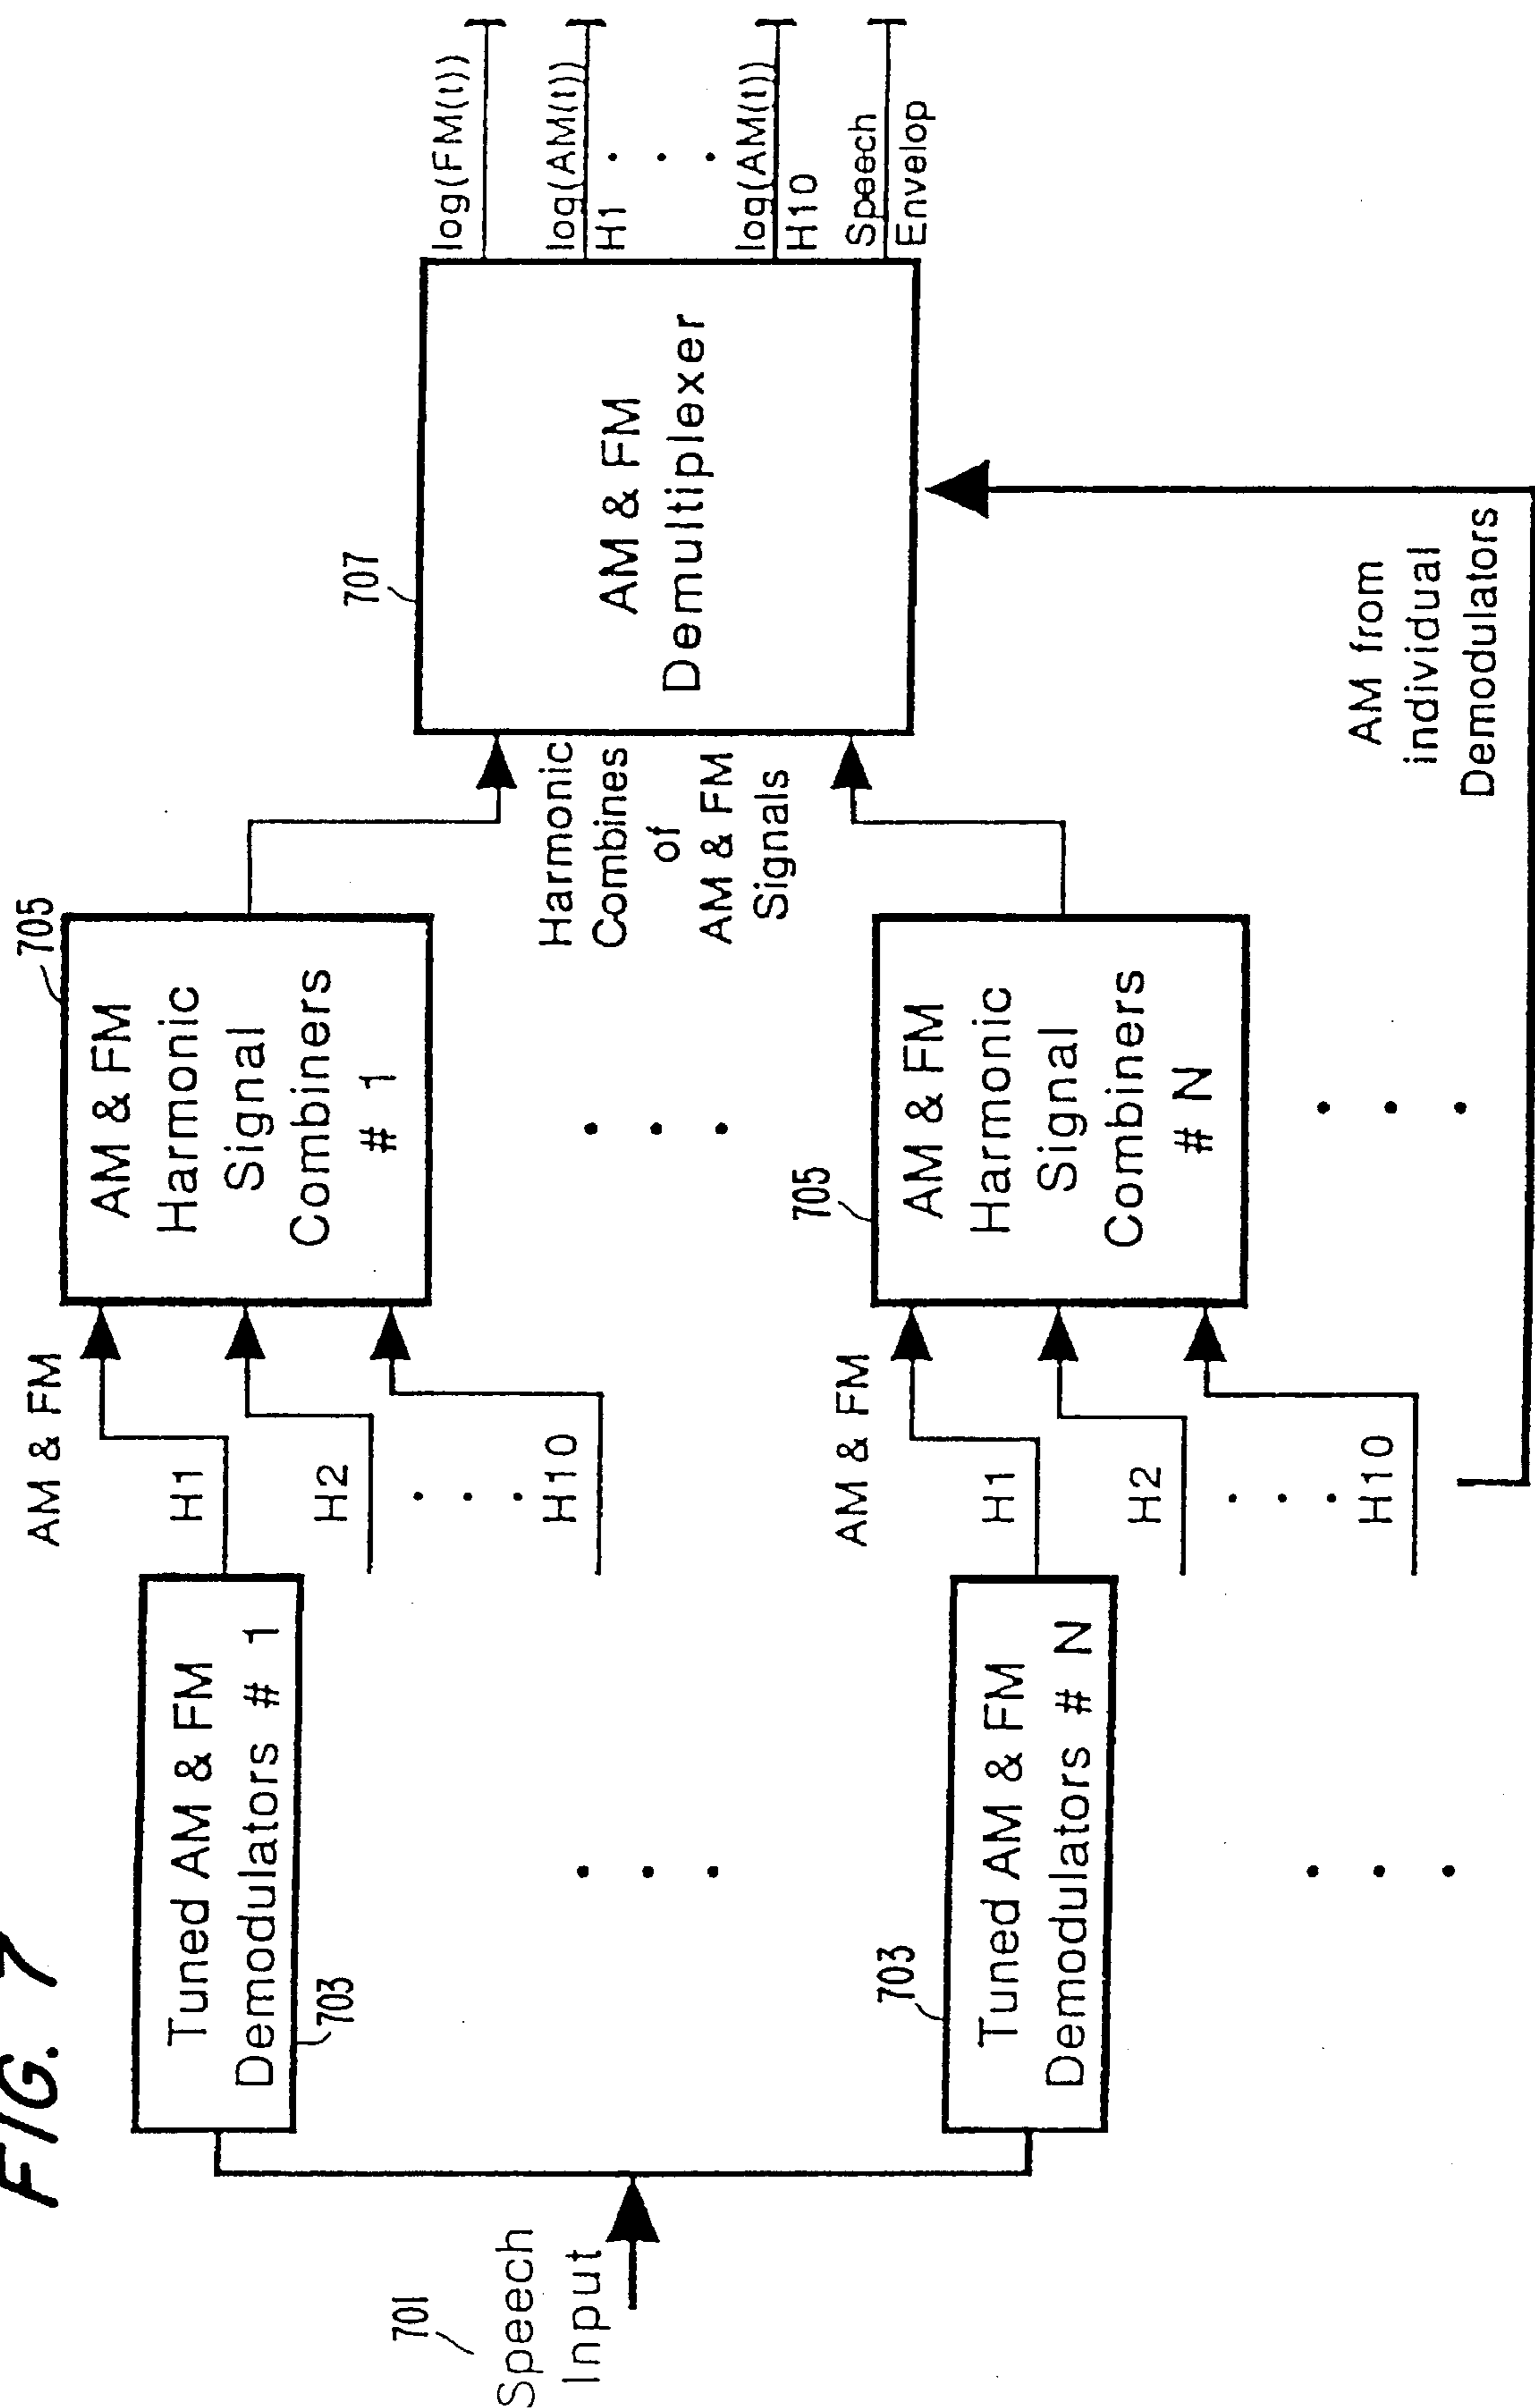 FIG. 7
701
Speech
Input
Tuned AM & FM
Demodulators # 1
703
703
Tuned AM & FM
Demodulators # N
AM & FM
H1
H2
H10
AM & FM
H1
H2
H10
705
AM & FM
Harmonic
Signal
Combiners
# 1
705
AM & FM
Harmonic
Signal
Combiners
# N
Harmonic
Combines
of
AM & FM
Signals
AM from
individual
Demodulators
707
AM & FM
Demultiplexer
log(FM(t))
log(AM(t))
H1
log(AM(t))
H10
Speech
Envelop